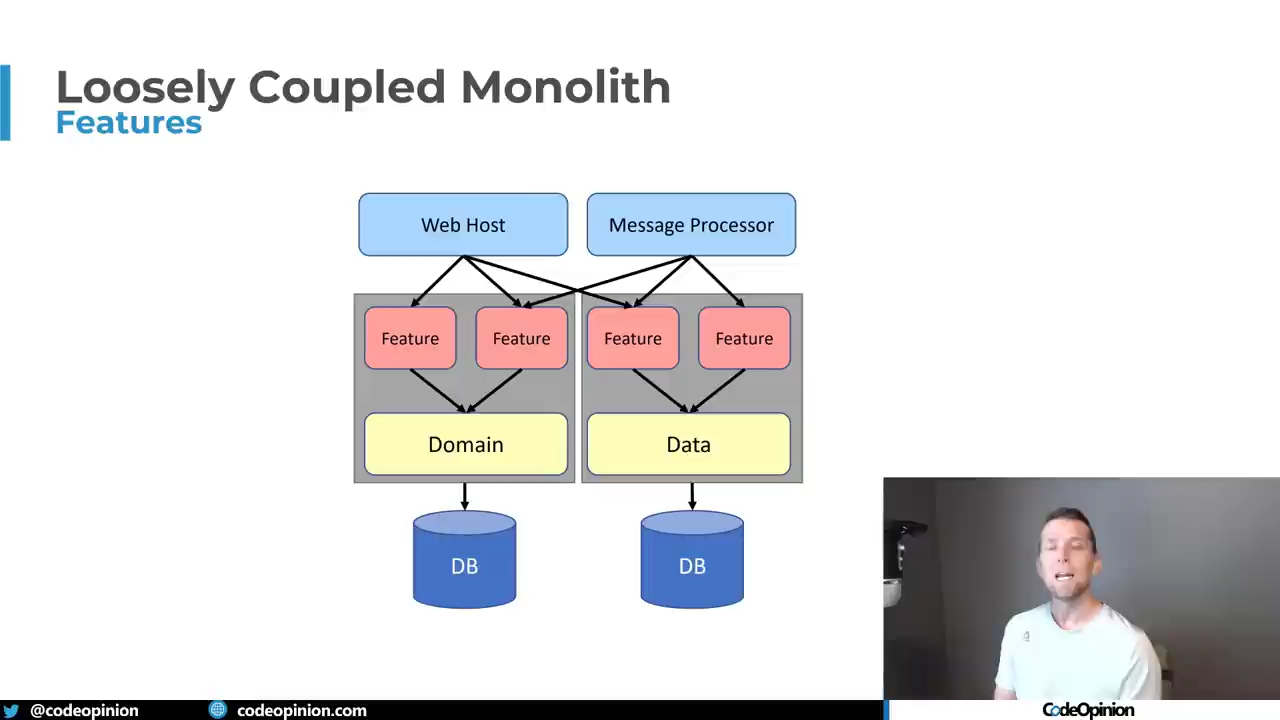 Loosely Coupled Monolith
Features
Web Host
Message Processor
Feature
Feature
Feature
Feature
Domain
Data
DB
DB
@codeopinion
codeopinion.com
CodeOpinion